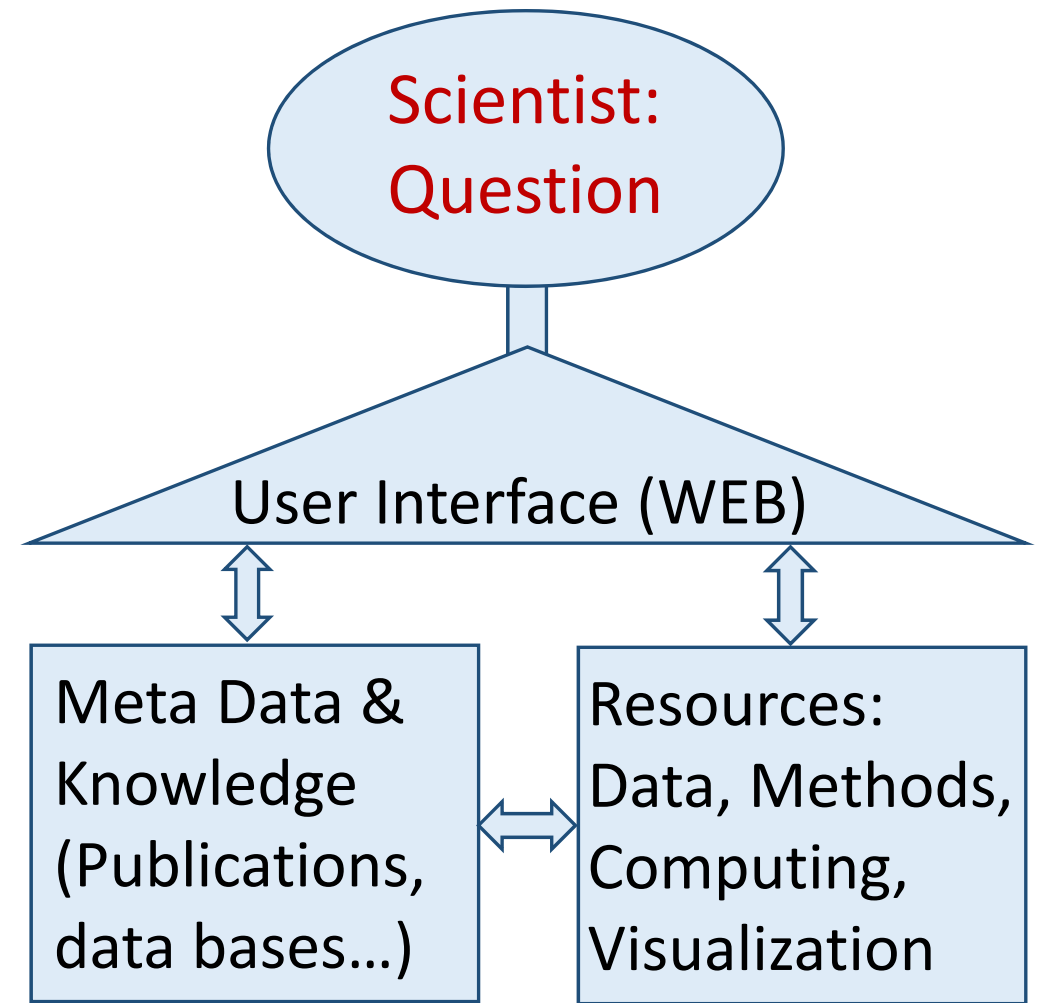 Scientist:
Question
User Interface (WEB)
Meta Data &
Knowledge
(Publications,
data bases…)
Resources:
Data, Methods,
Computing,
Visualization